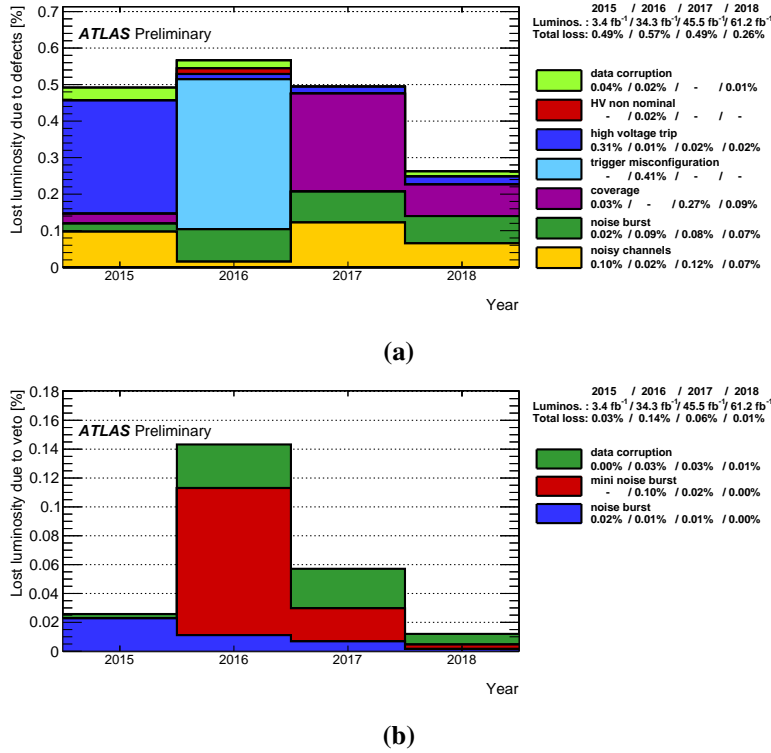 Lost luminosity due to defects [%]
0.7
0.6
0.5
0.4
0.3
0.2
0.1
0
ATLAS Preliminary
2015 2016 2017 2018
Year
2015 / 2016 / 2017 / 2018
Luminos. : 3.4 fb-1 / 34.3 fb-1 / 45.5 fb-1 / 61.2 fb-1
Total loss: 0.49% / 0.57% / 0.49% / 0.26%
data corruption
0.04% / 0.02% / - / 0.01%
HV non nominal
- / 0.02% / - / -
high voltage trip
0.31% / 0.01% / 0.02% / 0.02%
trigger misconfiguration
- / 0.41% / - / -
coverage
0.03% / - / 0.27% / 0.09%
noise burst
0.02% / 0.09% / 0.08% / 0.07%
noisy channels
0.10% / 0.02% / 0.12% / 0.07%
(a)
Lost luminosity due to veto [%]
0.18
0.16
0.14
0.12
0.1
0.08
0.06
0.04
0.02
0
ATLAS Preliminary
2015 2016 2017 2018
Year
2015 / 2016 / 2017 / 2018
Luminos. : 3.4 fb-1 / 34.3 fb-1 / 45.5 fb-1 / 61.2 fb-1
Total loss: 0.03% / 0.14% / 0.06% / 0.01%
data corruption
0.00% / 0.03% / 0.03% / 0.01%
mini noise burst
- / 0.10% / 0.02% / 0.00%
noise burst
0.02% / 0.01% / 0.01% / 0.00%
(b)